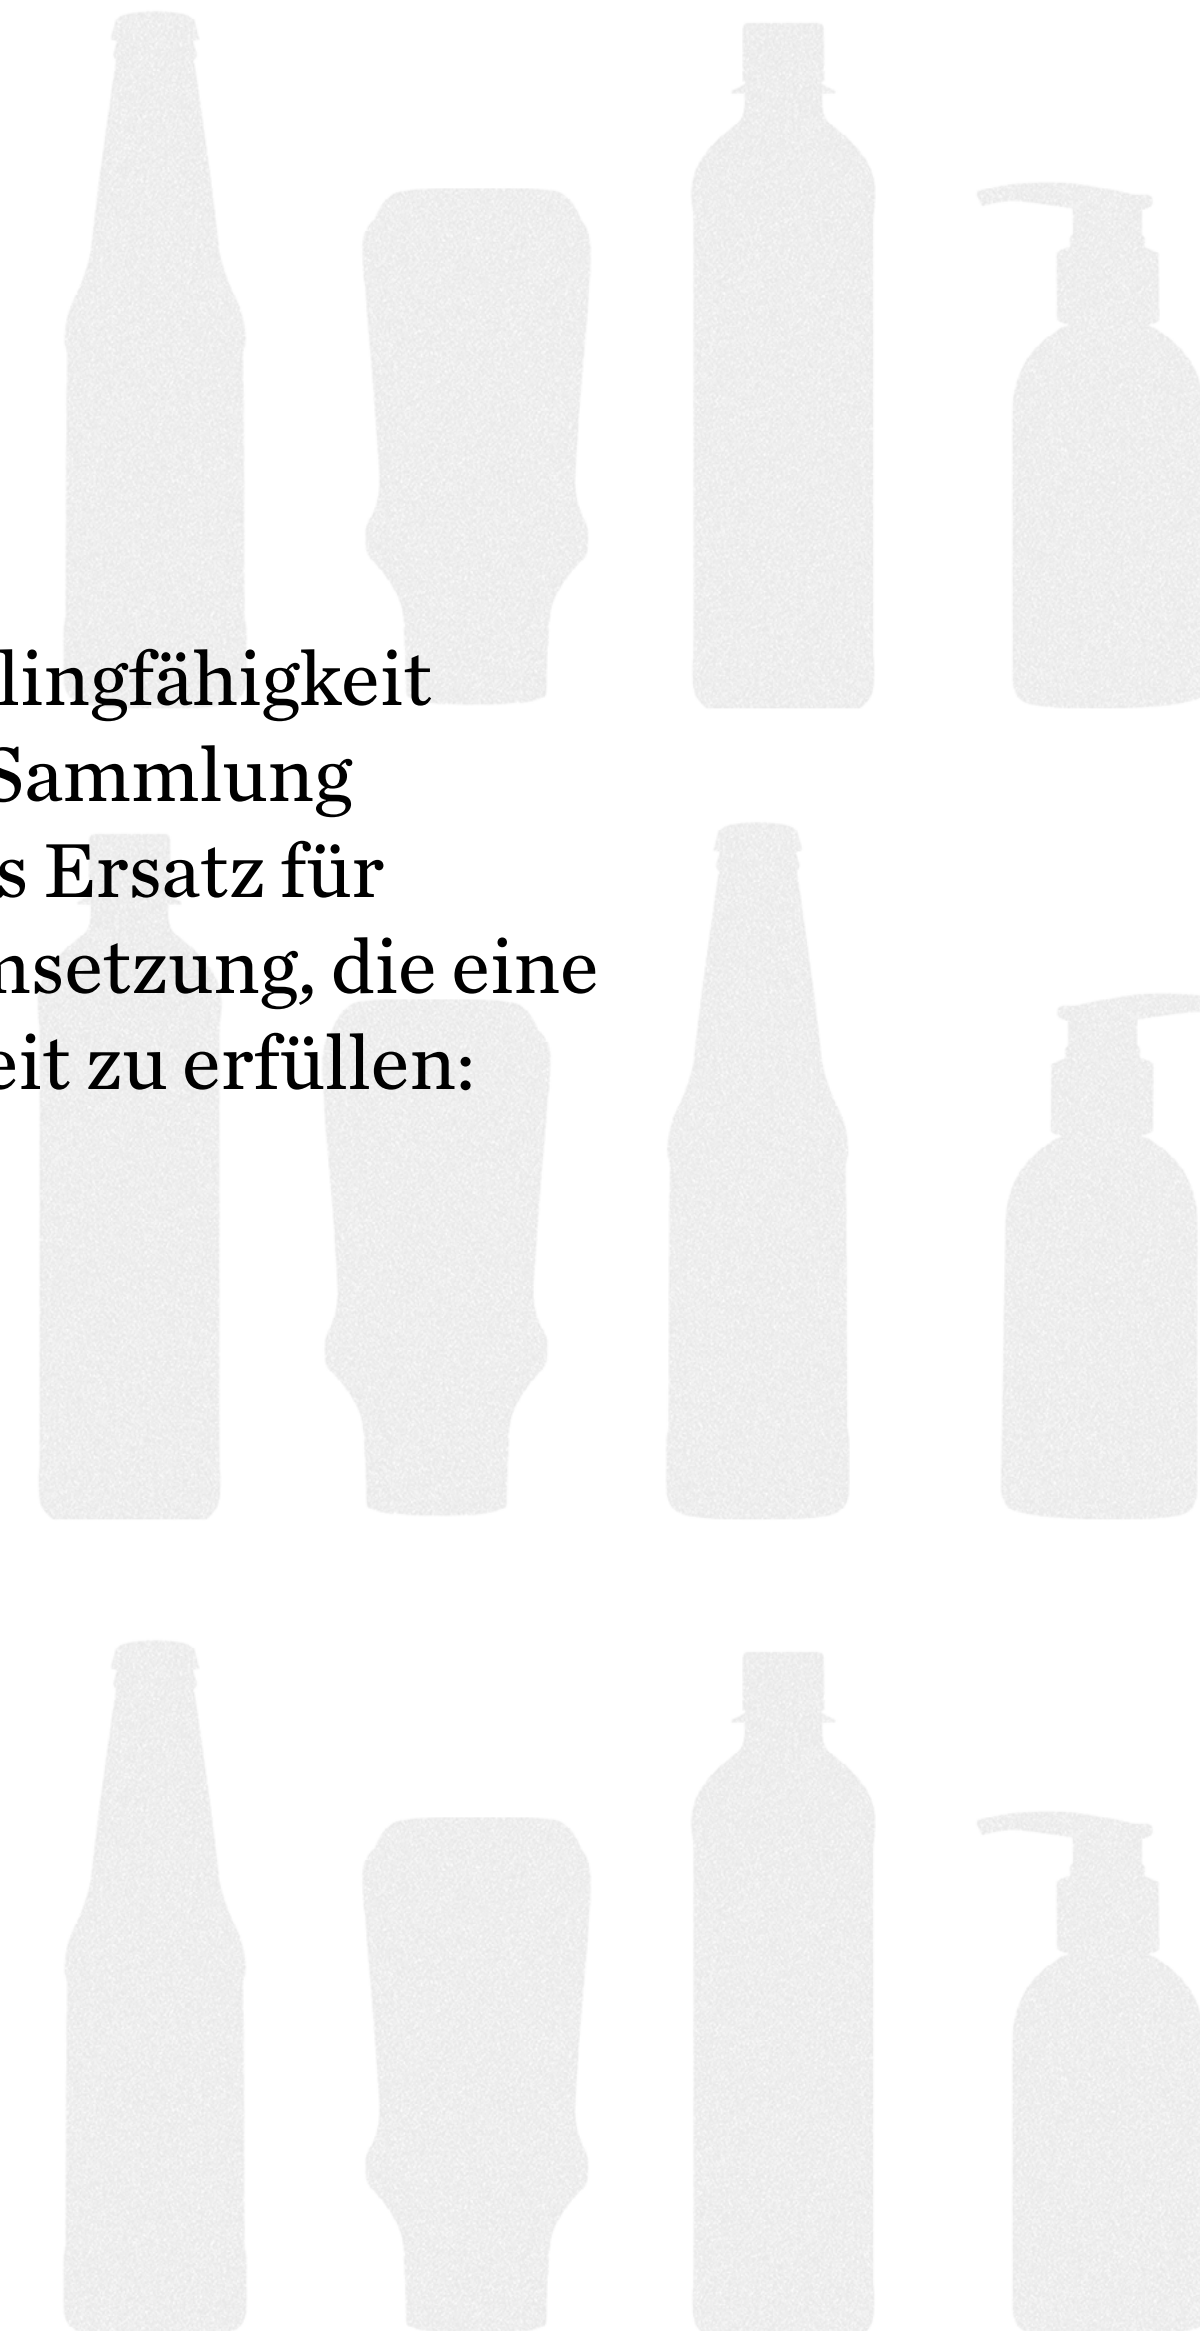 lingfähigkeit
Sammlung
s Ersatz für
nsetzung, die eine
eit zu erfüllen: